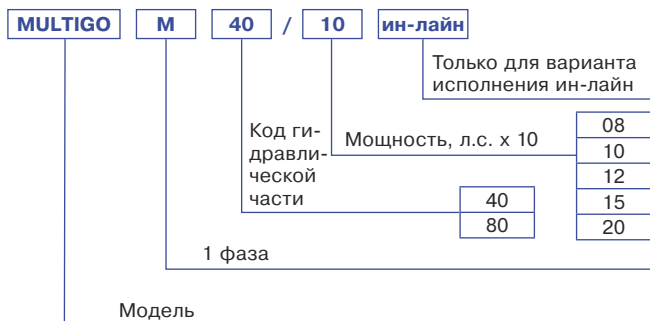 MULTIGO M 40 / 10 ин-лайн
Только для варианта
исполнения ин-лайн
Код ги-
дравли-
ческой
части
Мощность, л.с. x 10
08
10
12
15
20
40
80
1 фаза
Модель